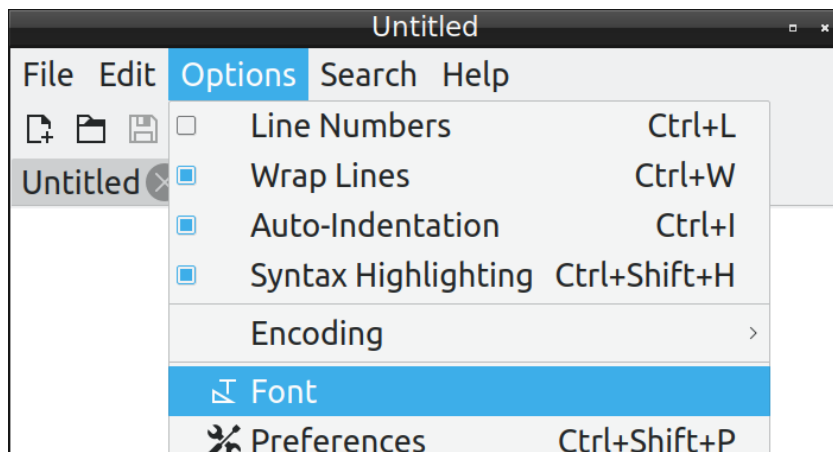 Untitled
File Edit Options Search Help
Line Numbers Ctrl+L
Untitled Wrap Lines Ctrl+W
Auto-Indentation Ctrl+I
Syntax Highlighting Ctrl+Shift+H
Encoding
Font
Preferences Ctrl+Shift+P